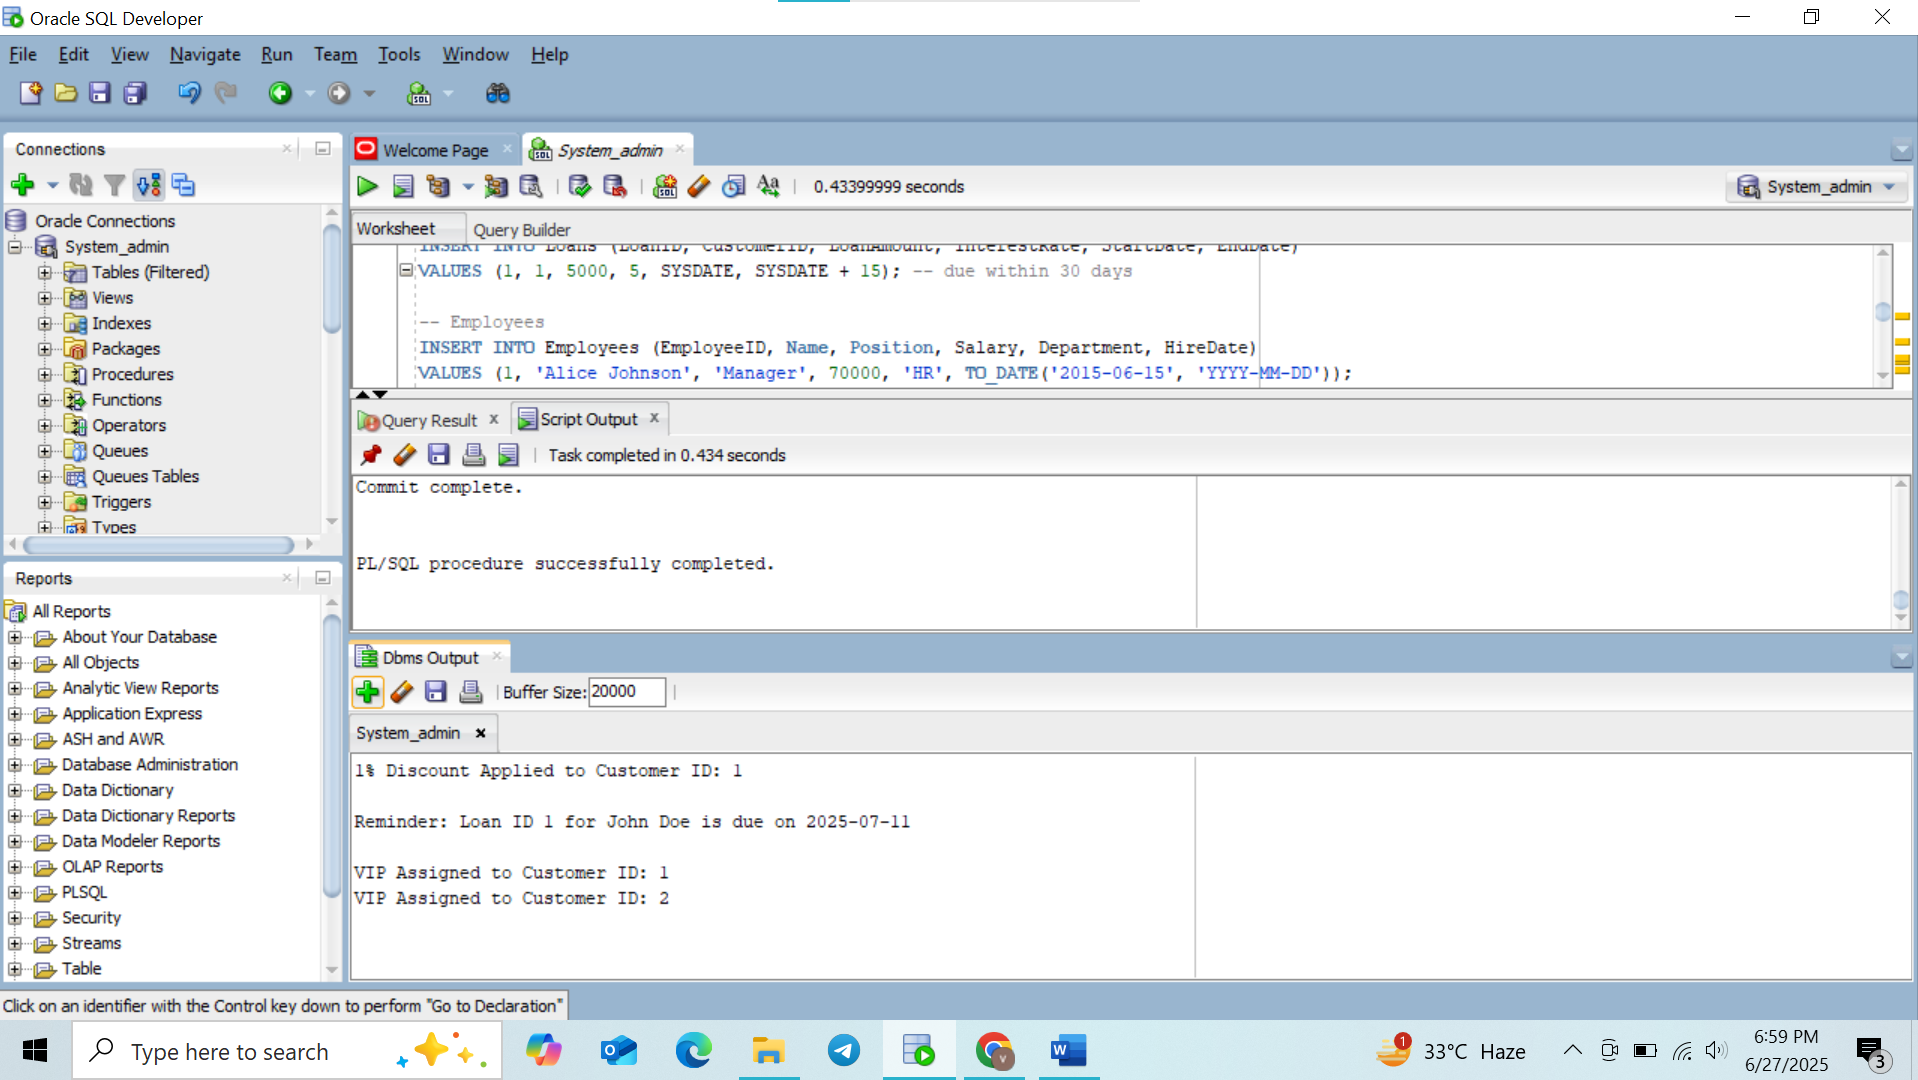 Oracle SQL Developer
File Edit View Navigate Run Team Tools Window Help
Connections
Oracle Connections
System_admin
Tables (Filtered)
Views
Indexes
Packages
Procedures
Functions
Operators
Queues
Queues Tables
Triggers
Types
Reports
All Reports
About Your Database
All Objects
Analytic View Reports
Application Express
ASH and AWR
Database Administration
Data Dictionary
Data Dictionary Reports
Data Modeler Reports
OLAP Reports
PLSQL
Security
Streams
Table
Welcome Page
System_admin
0.43399999 seconds
System_admin
Worksheet Query Builder
INSERT INTO Loans (LoanID, CustomerID, LoanAmount, InterestRate, StartDate, EndDate)
VALUES (1, 1, 5000, 5, SYSDATE, SYSDATE + 15); -- due within 30 days
-- Employees
INSERT INTO Employees (EmployeeID, Name, Position, Salary, Department, HireDate)
VALUES (1, 'Alice Johnson', 'Manager', 70000, 'HR', TO_DATE('2015-06-15', 'YYYY-MM-DD'));
Query Result Script Output
Task completed in 0.434 seconds
Commit complete.
PL/SQL procedure successfully completed.
Dbms Output
Buffer Size: 20000
System_admin
1% Discount Applied to Customer ID: 1
Reminder: Loan ID 1 for John Doe is due on 2025-07-11
VIP Assigned to Customer ID: 1
VIP Assigned to Customer ID: 2
Click on an identifier with the Control key down to perform "Go to Declaration"
Type here to search
1
33°C Haze
6:59 PM
6/27/2025
3